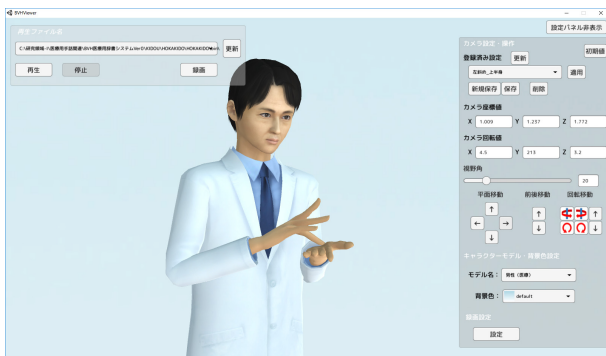 BVHViewer
設定パネル非表示
再生ファイル名
更新
再生
停止
録画
カメラ設定・操作
初期値
登録済み設定
更新
左斜め_上半身
適用
新規保存
保存
削除
カメラ座標値
X 1.009 Y 1.237 Z 1.772
カメラ回転値
X 4.5 Y 213 Z 3.2
視野角
20
平面移動 前後移動 回転移動
↑ ↑ ↑
← → ↓ ↓
↓
キャラクターモデル・背景色設定
モデル名： 男性（医療）
背景色： default
録画設定
設定